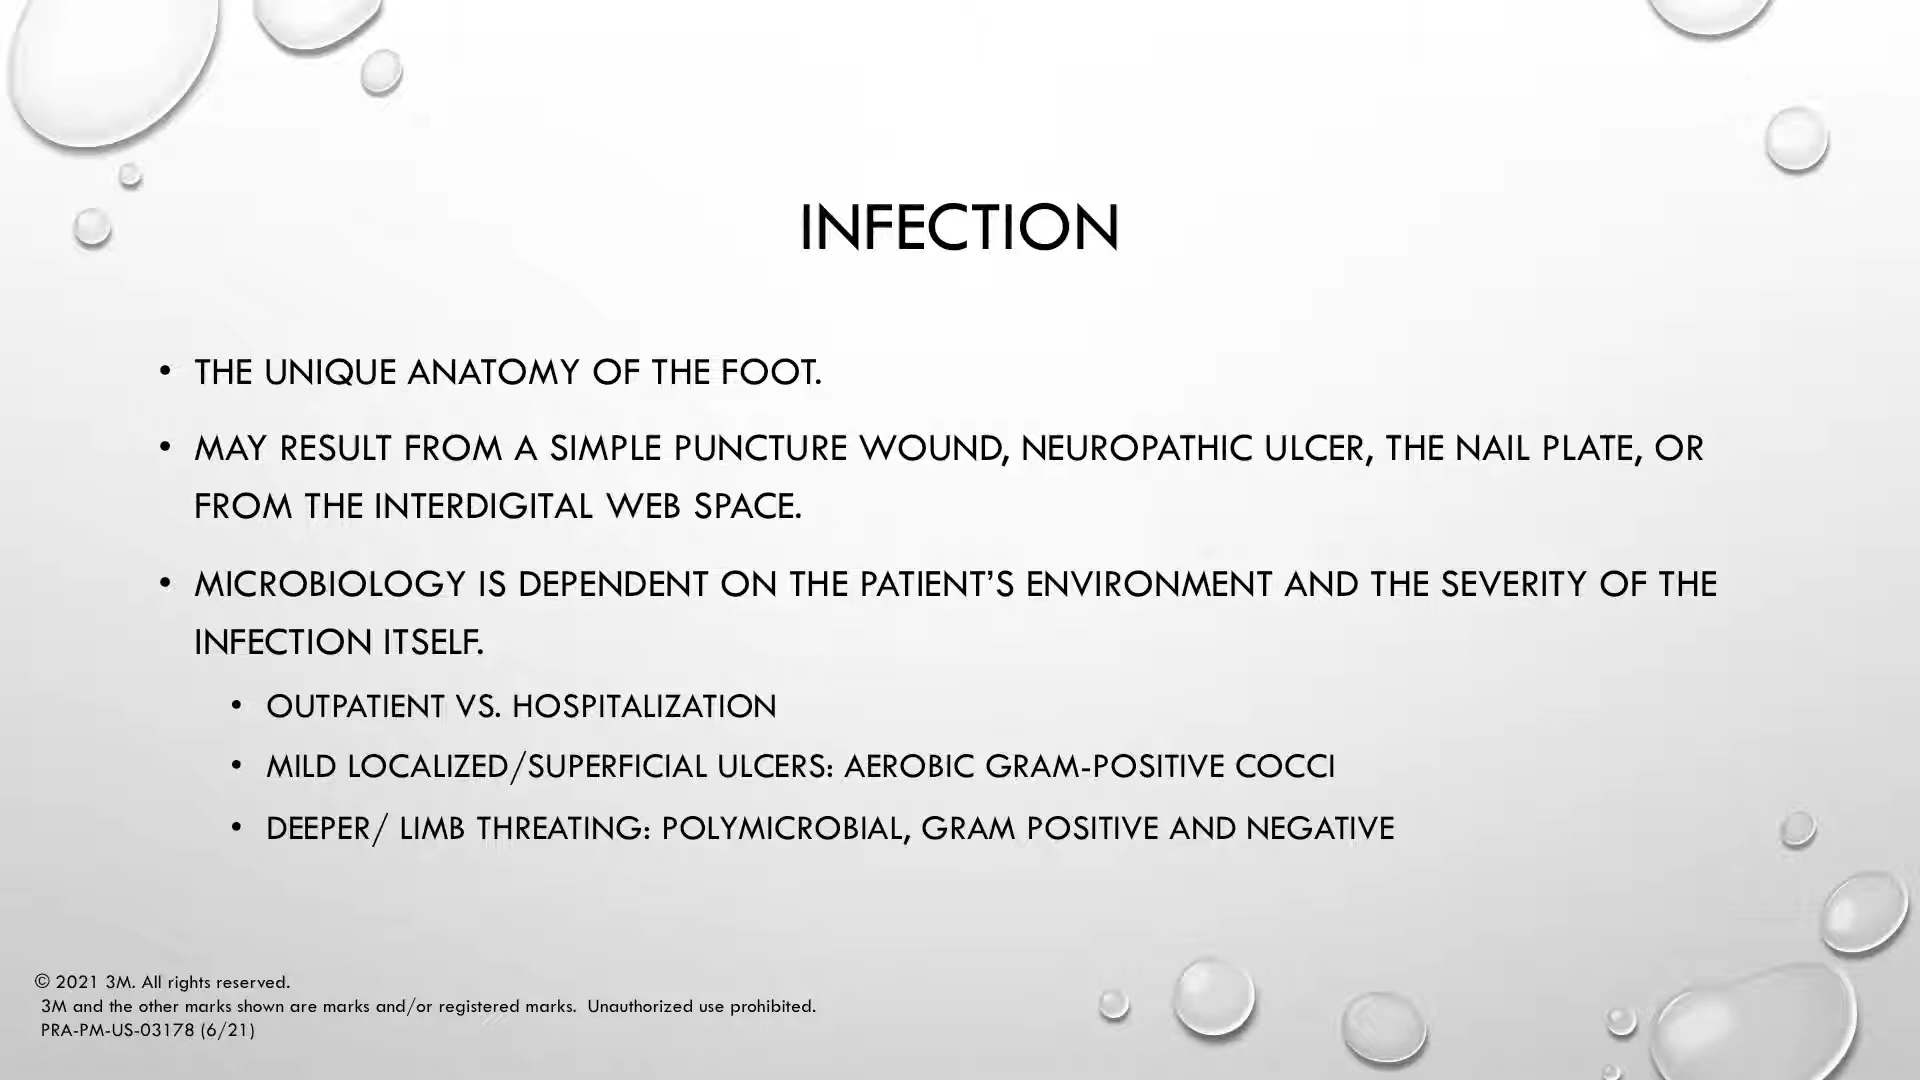 INFECTION
• THE UNIQUE ANATOMY OF THE FOOT.
• MAY RESULT FROM A SIMPLE PUNCTURE WOUND, NEUROPATHIC ULCER, THE NAIL PLATE, OR
FROM THE INTERDIGITAL WEB SPACE.
• MICROBIOLOGY IS DEPENDENT ON THE PATIENT’S ENVIRONMENT AND THE SEVERITY OF THE
INFECTION ITSELF.
• OUTPATIENT VS. HOSPITALIZATION
• MILD LOCALIZED/SUPERFICIAL ULCERS: AEROBIC GRAM-POSITIVE COCCI
• DEEPER/ LIMB THREATING: POLYMICROBIAL, GRAM POSITIVE AND NEGATIVE
© 2021 3M. All rights reserved.
3M and the other marks shown are marks and/or registered marks. Unauthorized use prohibited.
PRA-PM-US-03178 (6/21)